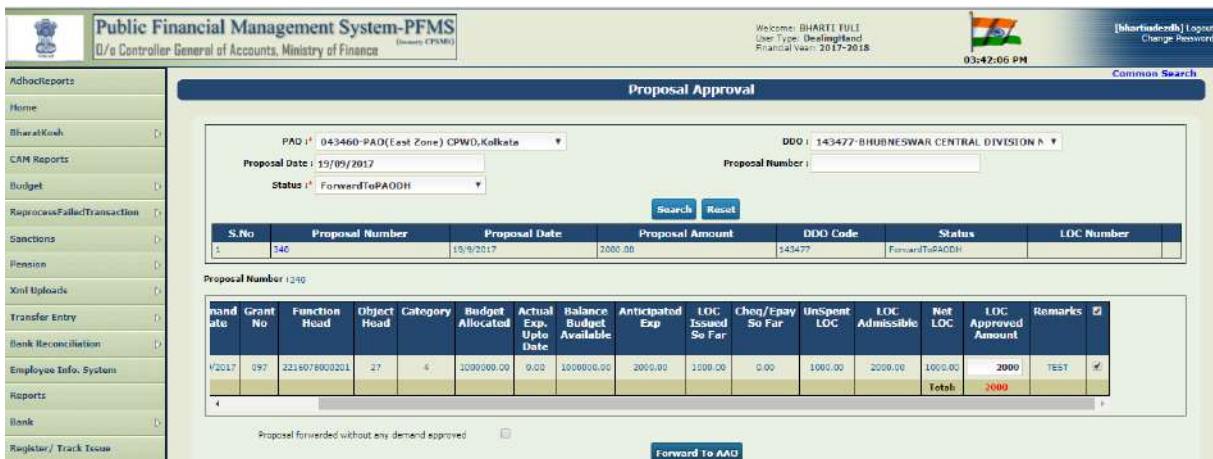 Public Financial Management System-PFMS
(formerly CPSMS)
O/o Controller General of Accounts, Ministry of Finance
Welcome: BHARTI TULI
User Type: DealingHand
Financial Year: 2017-2018
03:42:06 PM
[bhartiudezdh] Logout
Change Password
Common Search
AdhocReports
Home
BharatKosh
CAM Reports
Budget
ReprocessFailedTransaction
Sanctions
Pension
Xml Uploads
Transfer Entry
Bank Reconciliation
Employee Info. System
Reports
Bank
Register/ Track Issue
Proposal Approval
PAO :* 043460-PAO(East Zone) CPWD,Kolkata
DDO : 143477-BHUBNESWAR CENTRAL DIVISION N
Proposal Date : 19/09/2017
Proposal Number :
Status :* ForwardToPAODH
Search Reset
S.No Proposal Number Proposal Date Proposal Amount DDO Code Status LOC Number
1 346 19/9/2017 2000.00 143477 ForwardToPAODH
Proposal Number :346
mand ate Grant No Function Head Object Head Category Budget Allocated Actual Exp. Upto Date Balance Budget Available Anticipated Exp LOC Issued So Far Cheq/Epay So Far UnSpent LOC LOC Admissible Net LOC LOC Approved Amount Remarks
/2017 097 2216078000201 27 4 1000000.00 0.00 1000000.00 2000.00 1000.00 0.00 1000.00 2000.00 1000.00 2000 TEST
Total: 2000
Proposal forwarded without any demand approved
Forward To AAO